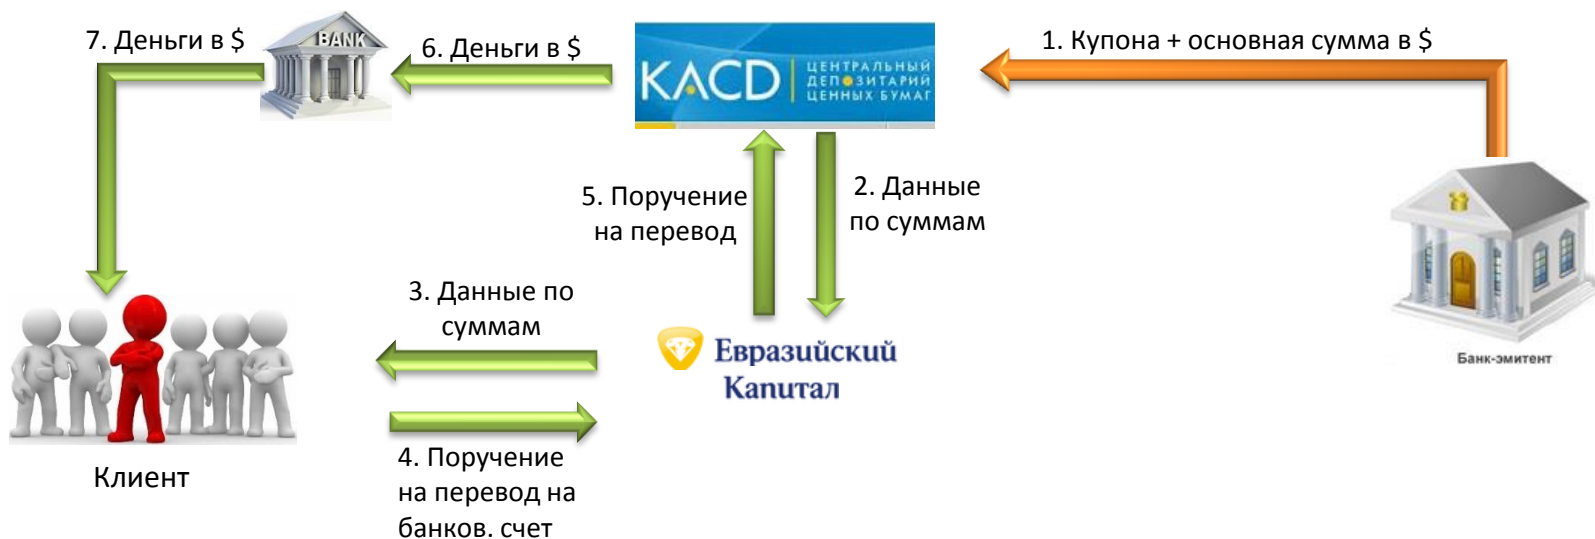 7. Деньги в $
BANK
6. Деньги в $
KACD
ЦЕНТРАЛЬНЫЙ
ДЕПОЗИТАРИЙ
ЦЕННЫХ БУМАГ
1. Купона + основная сумма в $
5. Поручение
на перевод
2. Данные
по суммам
3. Данные по
суммам
Евразийский
Капитал
Банк-эмитент
Клиент
4. Поручение
на перевод на
банков. счет